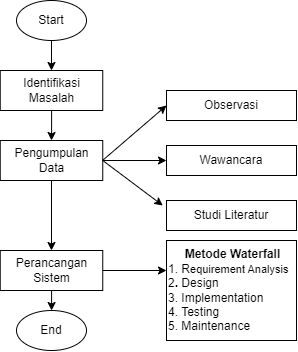 Start
Identifikasi
Masalah
Pengumpulan
Data
Observasi
Wawancara
Studi Literatur
Perancangan
Sistem
Metode Waterfall
1. Requirement Analysis
2. Design
3. Implementation
4. Testing
5. Maintenance
End